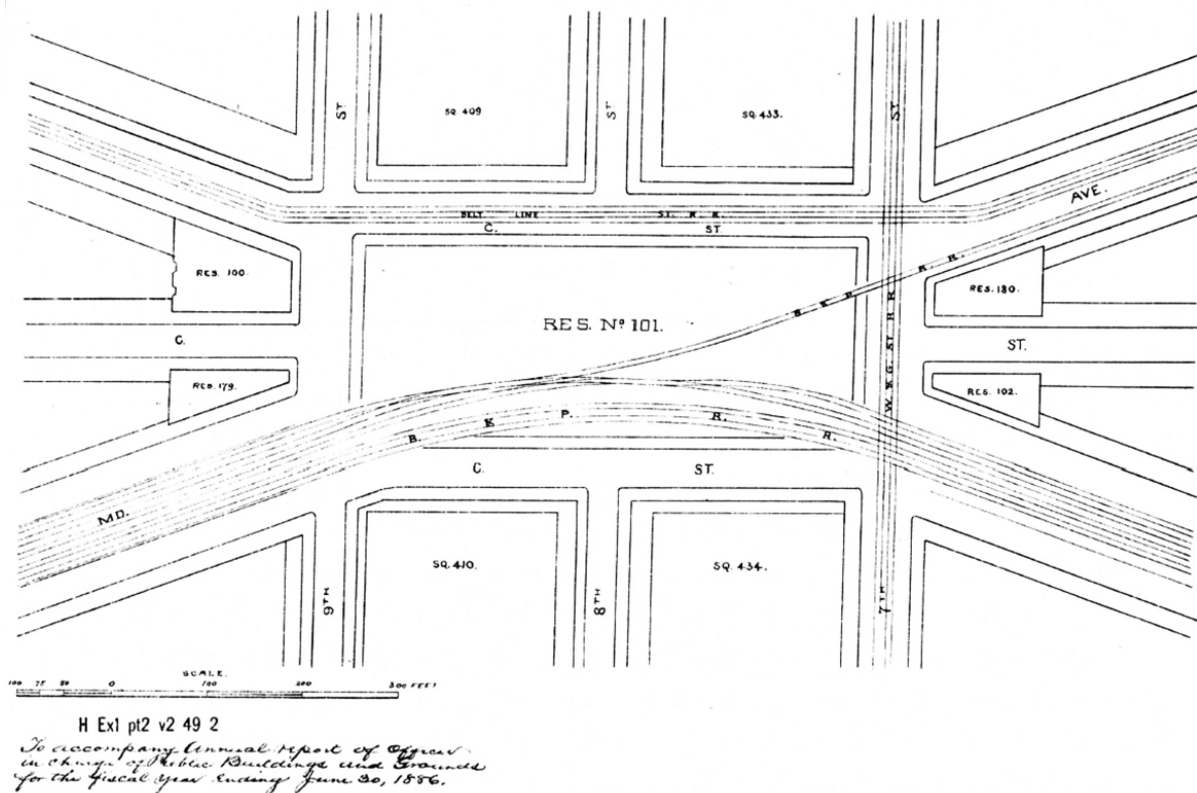 ST.
SQ. 409
ST.
SQ. 433.
ST.
AVE.
BELT LINE ST. R. R.
C. ST.
RES. 100.
B. & P. R. R.
RES. 180.
RES. Nº 101.
C.
W. & G. ST. R R
ST.
RES. 179.
RES. 102.
B. & P. R. R.
C. ST.
MD.
SQ. 410.
SQ. 434.
9TH
8TH
7TH
SCALE.
100 75 50 0 100 200 300 FEET
H Ex1 pt2 v2 49 2
To accompany Annual report of Officer
in charge of Public Buildings and Grounds
for the fiscal year ending June 30, 1886.